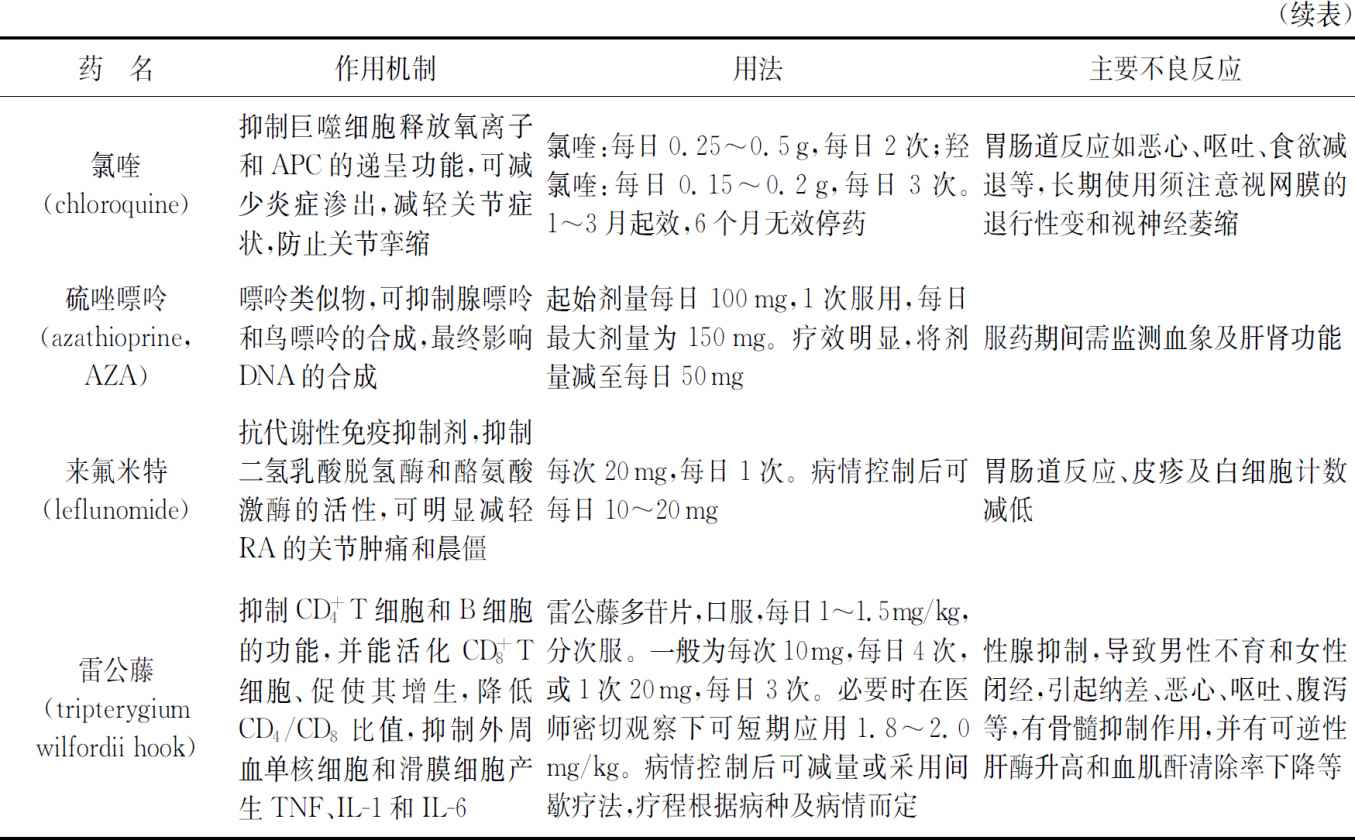 (续表)
药 名 作用机制 用法 主要不良反应
氯喹
(chloroquine)
抑制巨噬细胞释放氧离子
和 APC 的递呈功能,可减
少炎症渗出,减轻关节症
状,防止关节挛缩
氯喹:每日 0.25~0.5 g,每日 2 次;羟
氯喹:每日 0.15~0.2 g,每日 3 次。
1~3 月起效,6 个月无效停药
胃肠道反应如恶心、呕吐、食欲减
退等,长期使用须注意视网膜的
退行性变和视神经萎缩
硫唑嘌呤
(azathioprine,
AZA)
嘌呤类似物,可抑制腺嘌呤
和鸟嘌呤的合成,最终影响
DNA 的合成
起始剂量每日 100 mg,1 次服用,每日
最大剂量为 150 mg。疗效明显,将剂
量减至每日 50 mg
服药期间需监测血象及肝肾功能
来氟米特
(leflunomide)
抗代谢性免疫抑制剂,抑制
二氢乳酸脱氢酶和酪氨酸
激酶的活性,可明显减轻
RA 的关节肿痛和晨僵
每次 20 mg,每日 1 次。病情控制后可
每日 10~20 mg
胃肠道反应、皮疹及白细胞计数
减低
雷公藤
(tripterygium
wilfordii hook)
抑制 CD₄⁺ T 细胞和 B 细胞
的功能,并能活化 CD₈⁺ T
细胞、促使其增生,降低
CD₄/CD₈ 比值,抑制外周
血单核细胞和滑膜细胞产
生 TNF、IL-1 和 IL-6
雷公藤多苷片,口服,每日1~1.5mg/kg,
分次服。一般为每次10mg,每日4次,
或1次20mg,每日3次。必要时在医
师密切观察下可短期应用 1.8~2.0
mg/kg。病情控制后可减量或采用间
歇疗法,疗程根据病种及病情而定
性腺抑制,导致男性不育和女性
闭经,引起纳差、恶心、呕吐、腹泻
等,有骨髓抑制作用,并有可逆性
肝酶升高和血肌酐清除率下降等